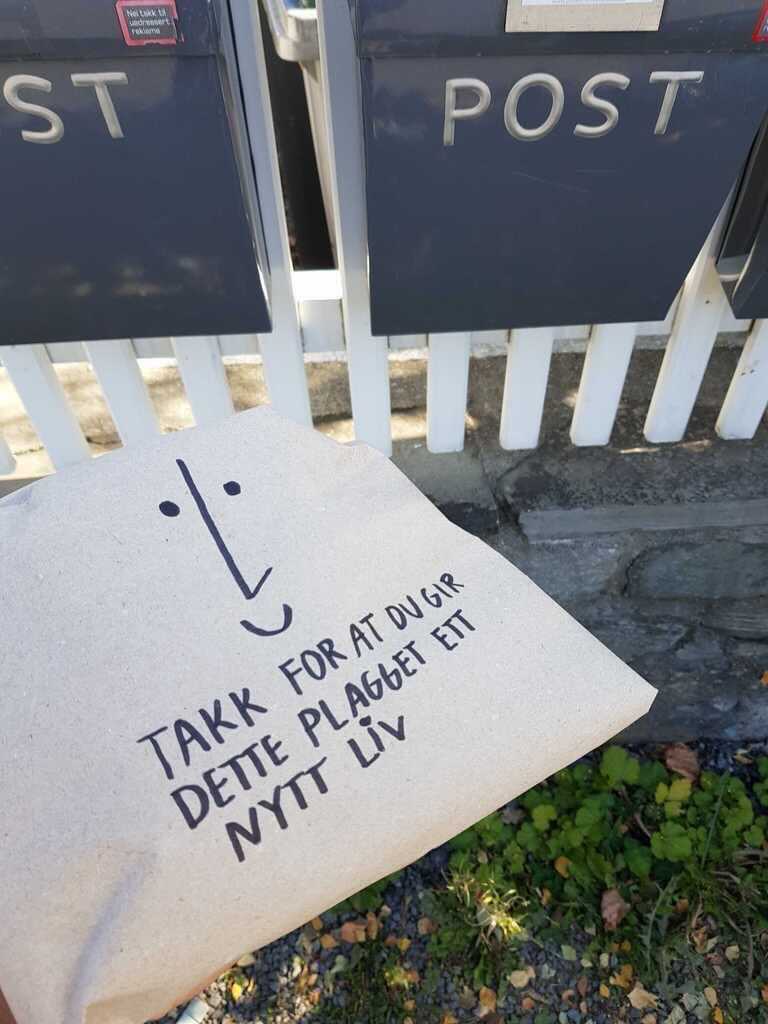 Nei takk til
uadressert
reklame
ST
POST
TAKK FOR AT DU GIR
DETTE PLAGGET ETT
NYTT LIV